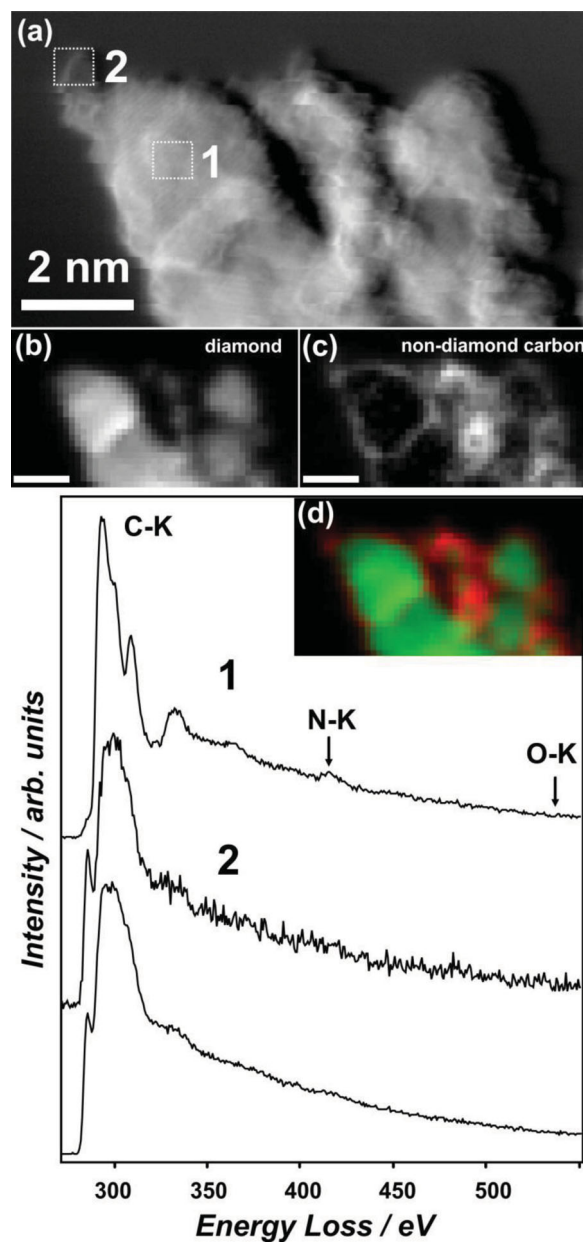 (a)
2
1
2 nm
(b) diamond
(c) non-diamond carbon
(d)
C-K
1
N-K
O-K
2
Intensity / arb. units
300 350 400 450 500
Energy Loss / eV